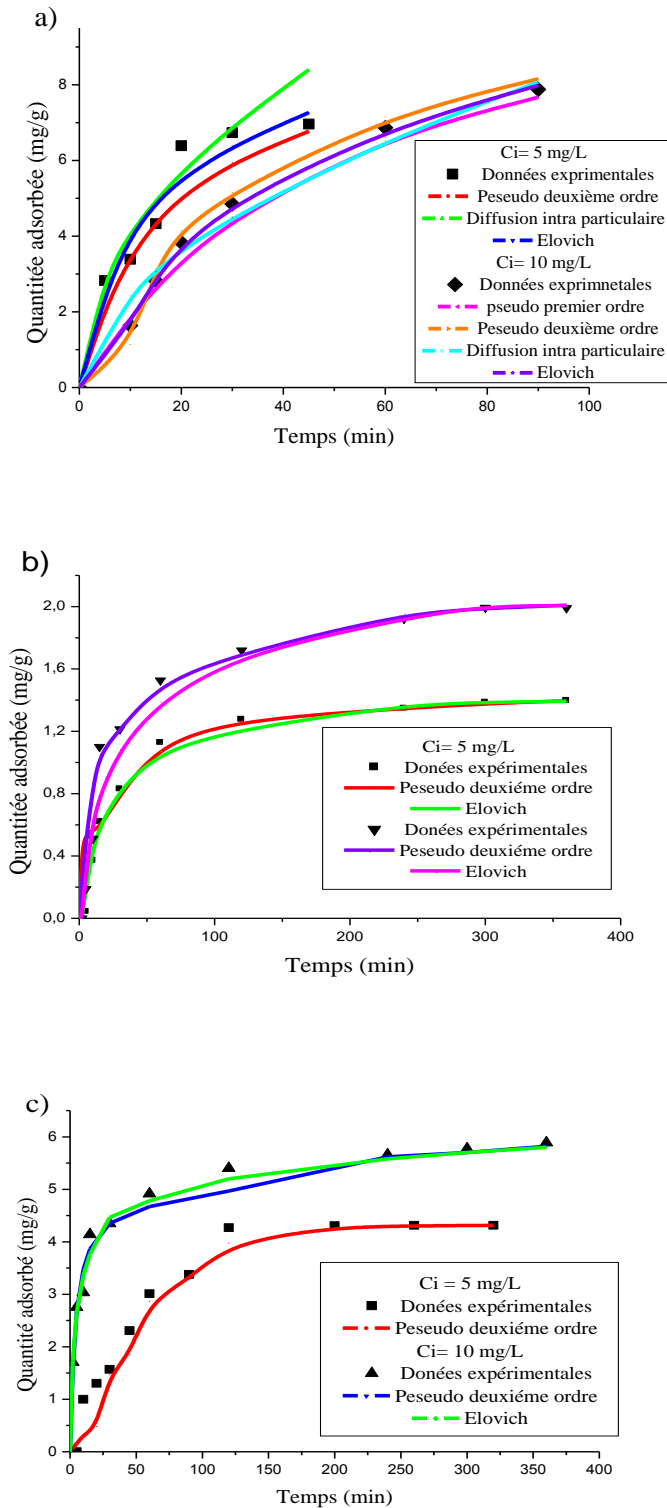 a)
Quantitée adsorbée (mg/g)
8
6
4
2
0
0 20 40 60 80 100
Temps (min)
Ci= 5 mg/L
Données exprimentales
Peseudo deuxième ordre
Diffusion intra particulaire
Elovich
Ci= 10 mg/L
Données exprimnetales
pseudo premier ordre
Peseudo deuxième ordre
Diffusion intra particulaire
Elovich
b)
Quantitée adsorbée (mg/g)
2,0
1,6
1,2
0,8
0,4
0,0
0 100 200 300 400
Temps (min)
Ci= 5 mg/L
Donées expérimentales
Peseudo deuxiéme ordre
Elovich
Donées expérimentales
Peseudo deuxiéme ordre
Elovich
c)
Quantité adsorbé (mg/g)
6
5
4
3
2
1
0
0 50 100 150 200 250 300 350 400
Temps (min)
Ci = 5 mg/L
Donées expérimentales
Peseudo deuxiéme ordre
Ci= 10 mg/L
Donées expérimentales
Peseudo deuxiéme ordre
Elovich